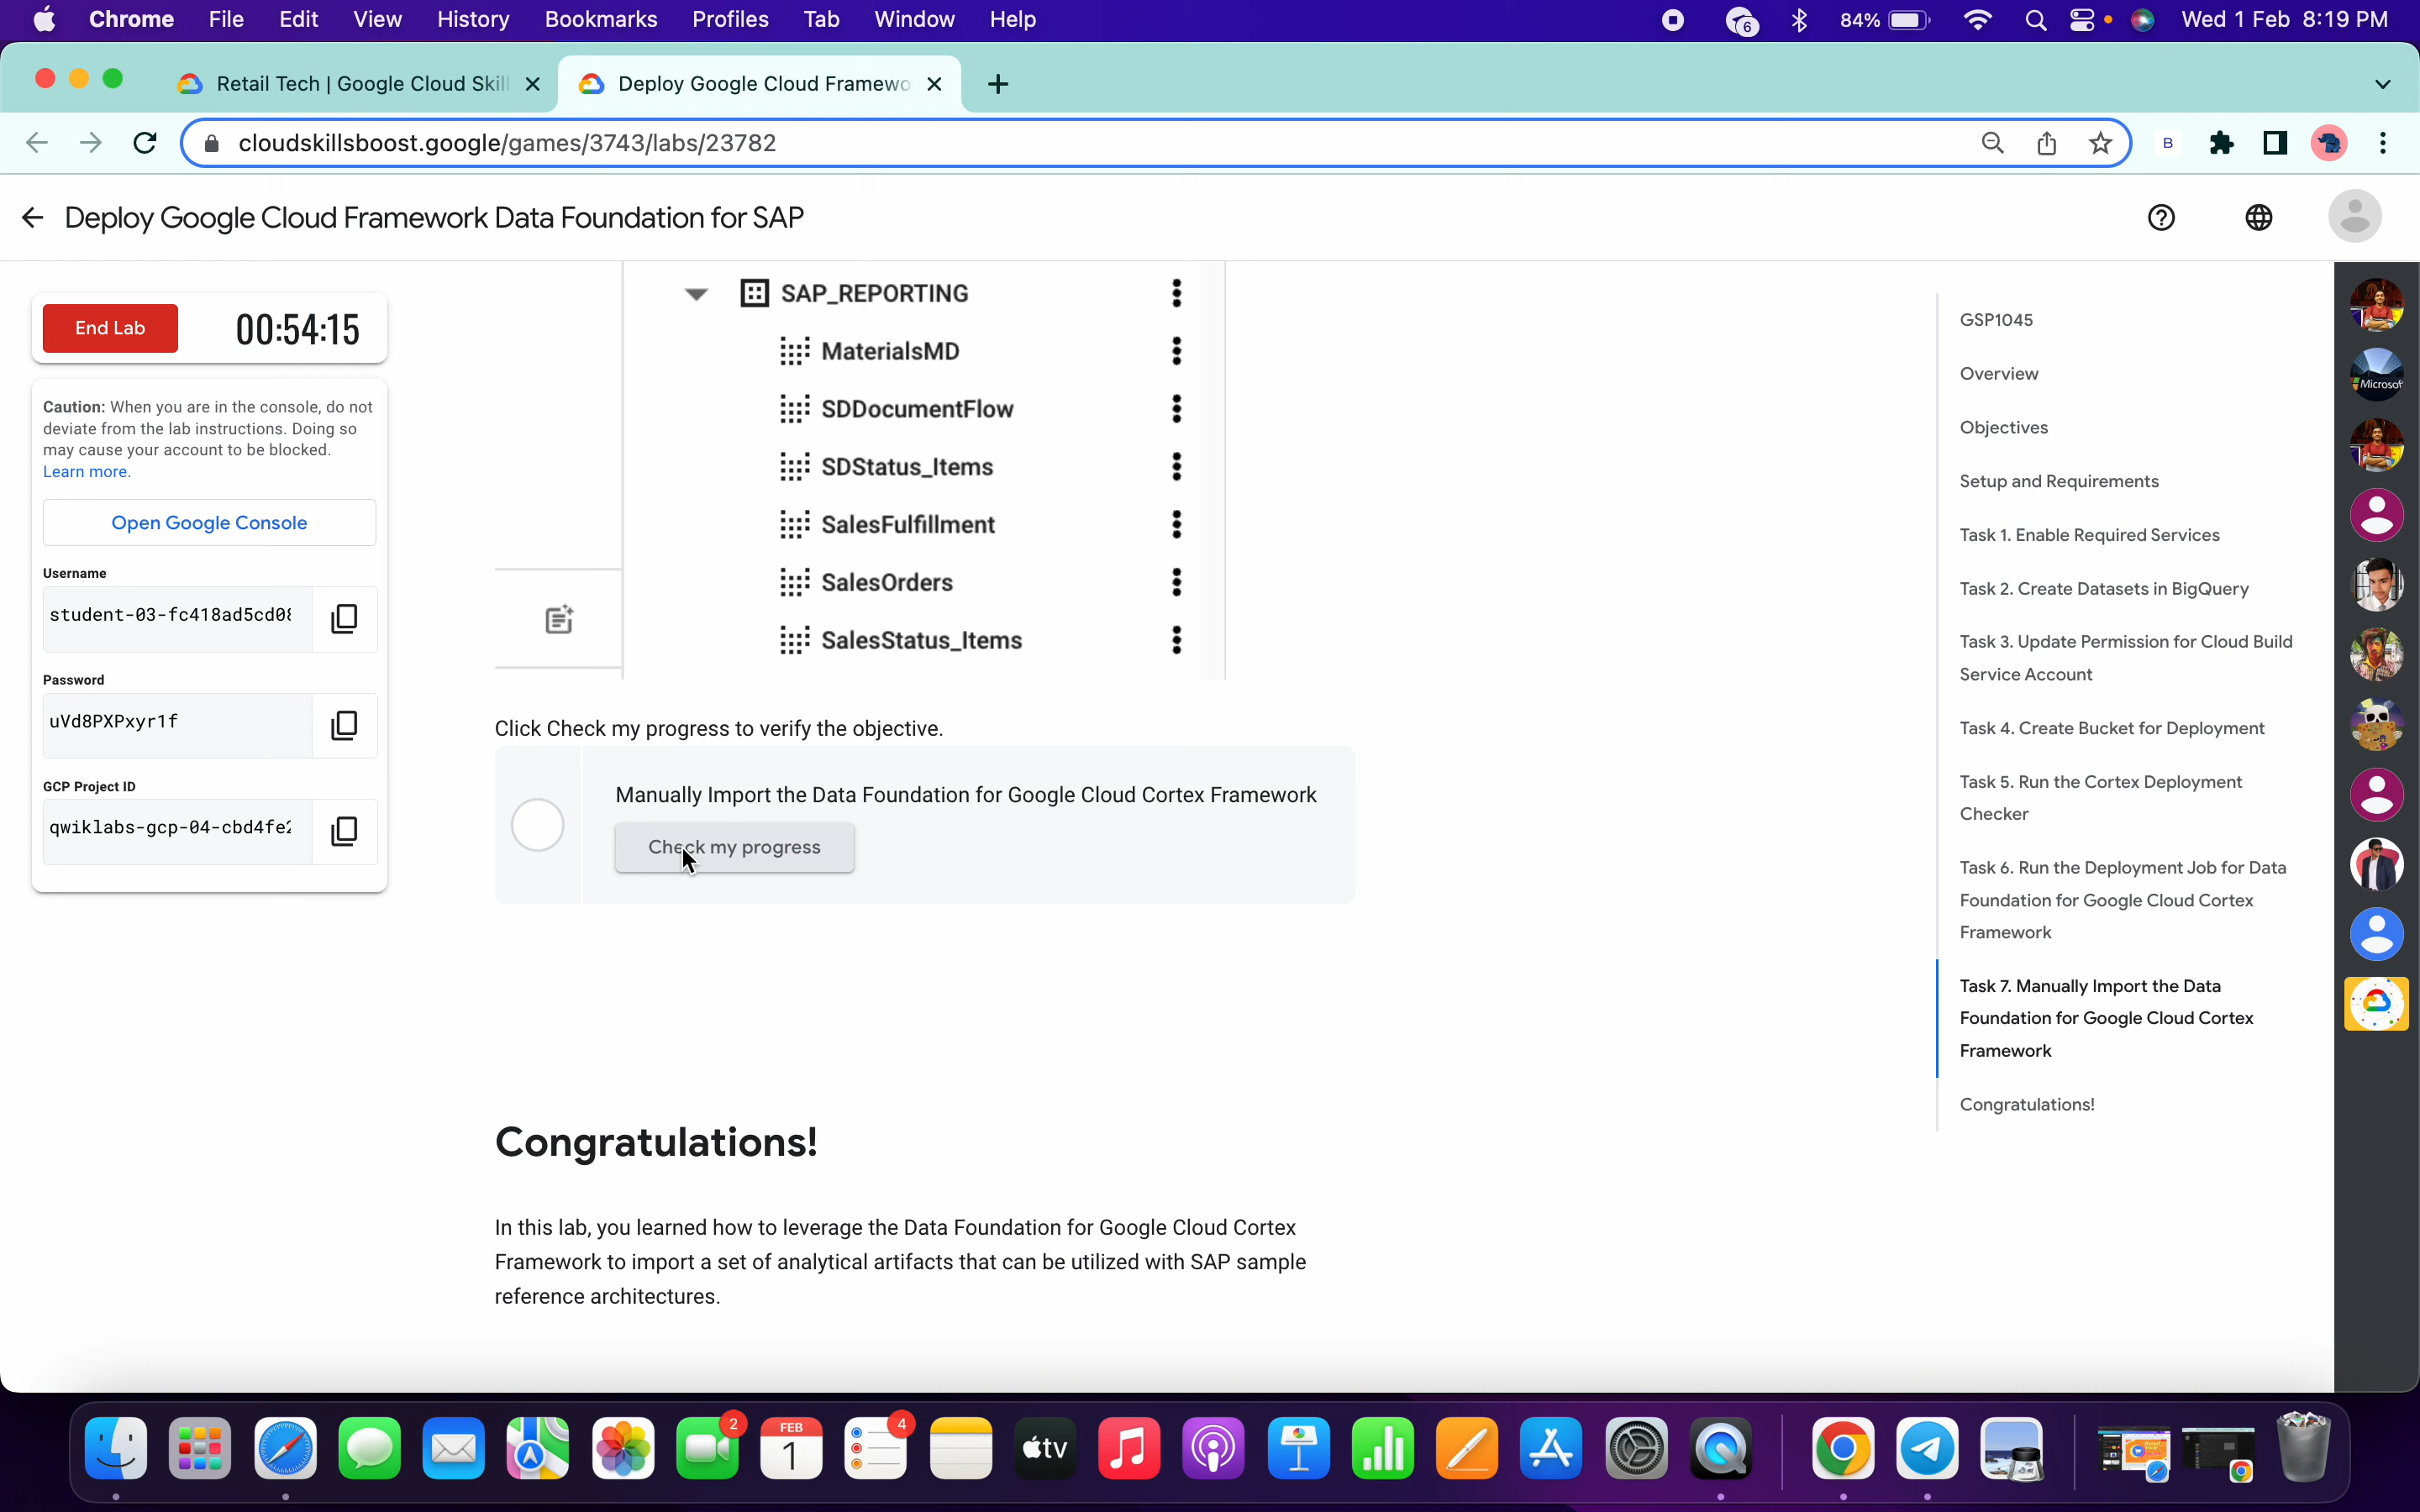 Chrome File Edit View History Bookmarks Profiles Tab Window Help 6 84% Wed 1 Feb 8:19 PM
Retail Tech | Google Cloud Skil Deploy Google Cloud Framewo
cloudskillsboost.google/games/3743/labs/23782 B
Deploy Google Cloud Framework Data Foundation for SAP
End Lab 00:54:15
Caution: When you are in the console, do not
deviate from the lab instructions. Doing so
may cause your account to be blocked.
Learn more.
Open Google Console
Username
student-03-fc418ad5cd0
Password
uVd8PXPxyr1f
GCP Project ID
qwiklabs-gcp-04-cbd4fe2
SAP_REPORTING
MaterialsMD
SDDocumentFlow
SDStatus_Items
SalesFulfillment
SalesOrders
SalesStatus_Items
Click Check my progress to verify the objective.
Manually Import the Data Foundation for Google Cloud Cortex Framework
Check my progress
Congratulations!
In this lab, you learned how to leverage the Data Foundation for Google Cloud Cortex
Framework to import a set of analytical artifacts that can be utilized with SAP sample
reference architectures.
GSP1045
Overview
Objectives
Setup and Requirements
Task 1. Enable Required Services
Task 2. Create Datasets in BigQuery
Task 3. Update Permission for Cloud Build
Service Account
Task 4. Create Bucket for Deployment
Task 5. Run the Cortex Deployment
Checker
Task 6. Run the Deployment Job for Data
Foundation for Google Cloud Cortex
Framework
Task 7. Manually Import the Data
Foundation for Google Cloud Cortex
Framework
Congratulations!
Microsoft
2 FEB 1 4 tv